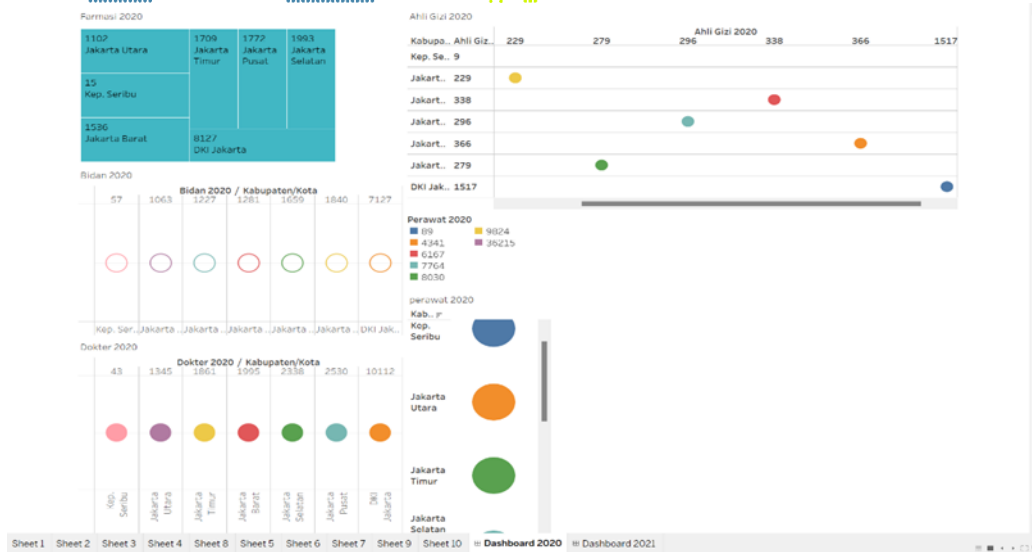 Farmasi 2020
1102
Jakarta Utara
1709
Jakarta
Timur
1772
Jakarta
Pusat
1993
Jakarta
Selatan
15
Kep. Seribu
1536
Jakarta Barat
8127
DKI Jakarta
Bidan 2020
Bidan 2020 / Kabupaten/Kota
57 1063 1227 1281 1659 1840 7127
Kep. Ser.. Jakarta .. Jakarta .. Jakarta .. Jakarta .. Jakarta .. DKI Jak..
Dokter 2020
Dokter 2020 / Kabupaten/Kota
43 1345 1861 1995 2338 2530 10112
Kep.
Seribu
Jakarta
Utara
Jakarta
Timur
Jakarta
Barat
Jakarta
Selatan
Jakarta
Pusat
DKI
Jakarta
Ahli Gizi 2020
Ahli Gizi 2020
Kabupa.. Ahli Giz.. 229 279 296 338 366 1517
Kep. Se.. 9
Jakart.. 229
Jakart.. 338
Jakart.. 296
Jakart.. 366
Jakart.. 279
DKI Jak.. 1517
Perawat 2020
89 9824
4341 36215
6167
7764
8030
perawat 2020
Kab..
Kep.
Seribu
Jakarta
Utara
Jakarta
Timur
Jakarta
Selatan
Sheet 1 Sheet 2 Sheet 3 Sheet 4 Sheet 8 Sheet 5 Sheet 6 Sheet 7 Sheet 9 Sheet 10 Dashboard 2020 Dashboard 2021